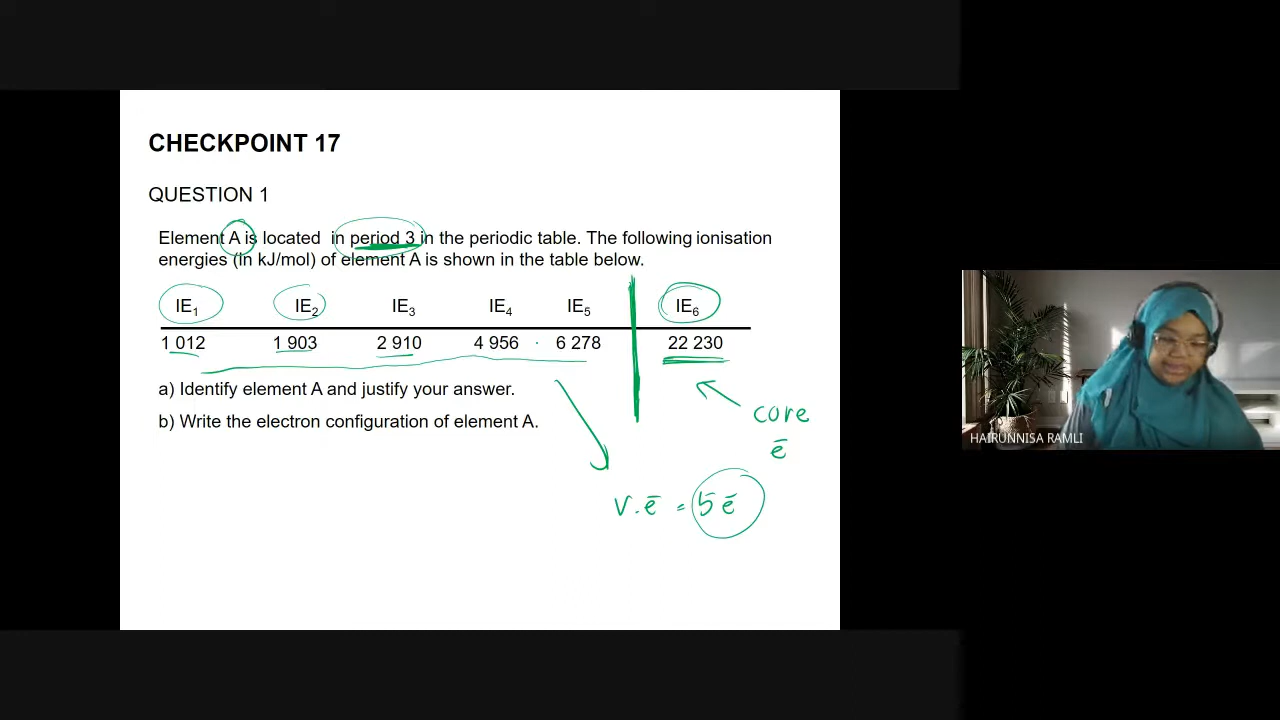 CHECKPOINT 17
QUESTION 1
Element A is located in period 3 in the periodic table. The following ionisation
energies (in kJ/mol) of element A is shown in the table below.
IE₁ IE₂ IE₃ IE₄ IE₅ IE₆
1 012 1 903 2 910 4 956 6 278 22 230
a) Identify element A and justify your answer.
b) Write the electron configuration of element A.
core
ē
v.ē = 5ē
HAIRUNNISA RAMLI